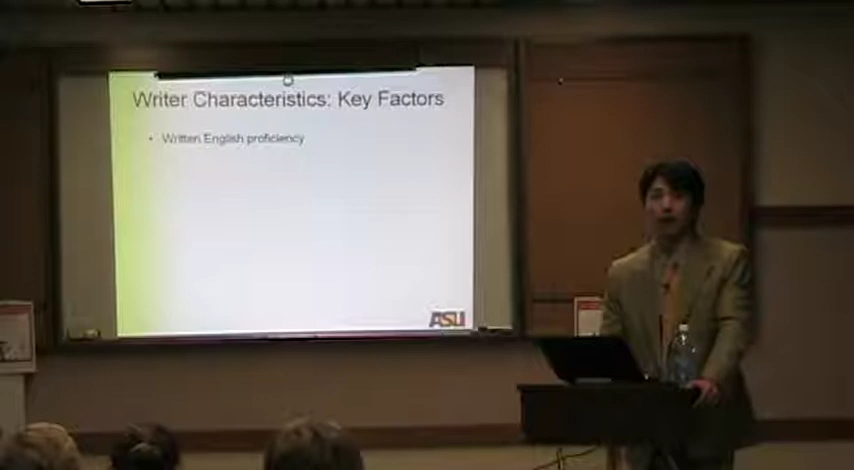 Writer Characteristics: Key Factors
• Written English proficiency
ASU